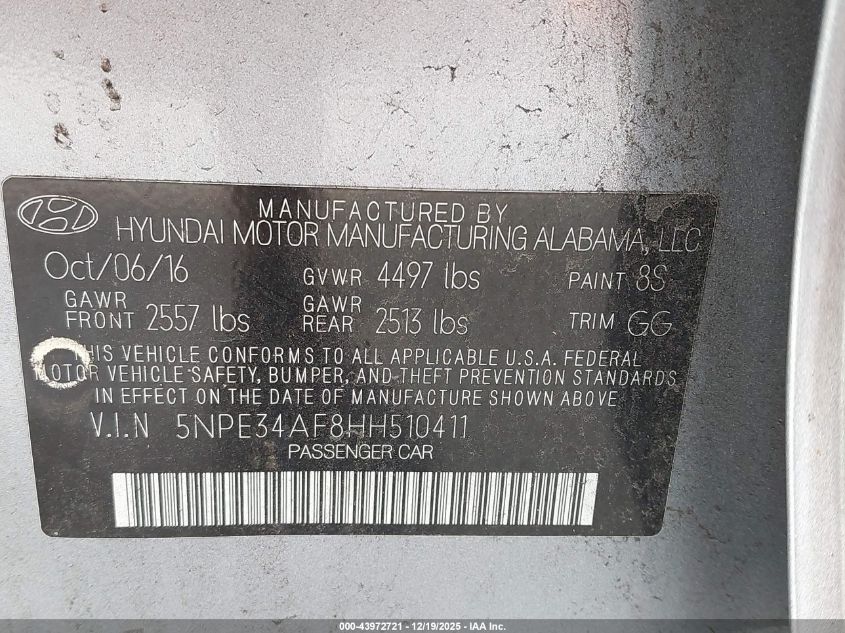 MANUFACTURED BY
HYUNDAI MOTOR MANUFACTURING ALABAMA, LLC
Oct/06/16 GVWR 4497 lbs PAINT 8S
GAWR FRONT 2557 lbs GAWR REAR 2513 lbs TRIM GG
THIS VEHICLE CONFORMS TO ALL APPLICABLE U.S.A. FEDERAL
MOTOR VEHICLE SAFETY, BUMPER, AND THEFT PREVENTION STANDARDS
IN EFFECT ON THE DATE OF MANUFACTURE SHOWN ABOVE
V.I.N 5NPE34AF8HH510411
PASSENGER CAR
000-43972721 - 12/19/2025 - IAA Inc.